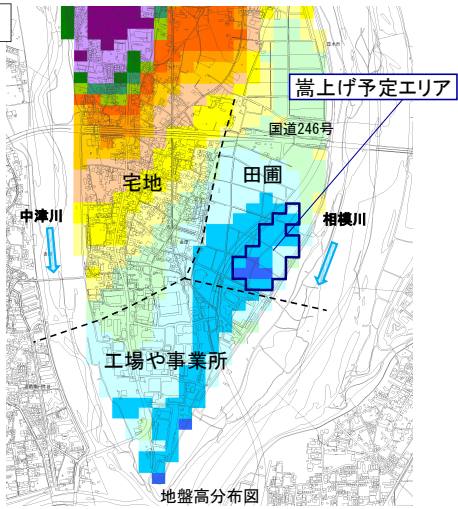 嵩上げ予定エリア
国道246号
宅地
田圃
中津川
相模川
工場や事業所
地盤高分布図